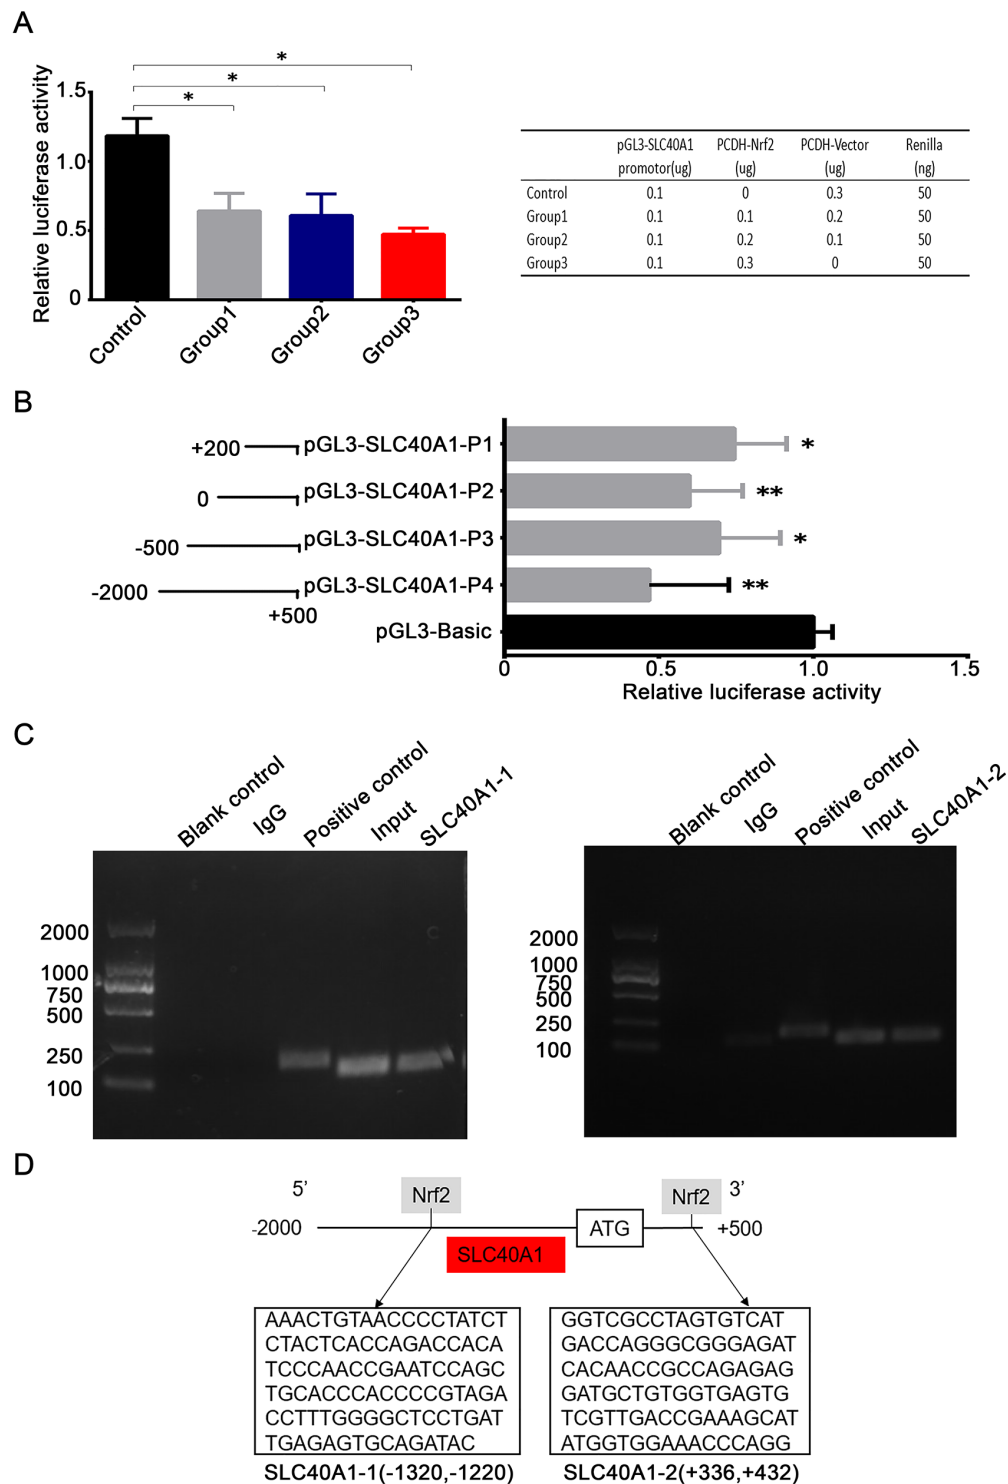 A
Relative luciferase activity
1.5
1.0
0.5
0
*
*
*
Control
Group1
Group2
Group3
pGL3-SLC40A1 PCDH-Nrf2 PCDH-Vector Renilla
promotor(ug) (ug) (ug) (ng)
Control 0.1 0 0.3 50
Group1 0.1 0.1 0.2 50
Group2 0.1 0.2 0.1 50
Group3 0.1 0.3 0 50
B
+200 pGL3-SLC40A1-P1 *
0 pGL3-SLC40A1-P2 **
-500 pGL3-SLC40A1-P3 *
-2000 pGL3-SLC40A1-P4 **
+500
pGL3-Basic
0 0.5 1.0 1.5
Relative luciferase activity
C
Blank control
IgG
Positive control
Input
SLC40A1-1
2000
1000
750
500
250
100
Blank control
IgG
Positive control
Input
SLC40A1-2
2000
1000
750
500
250
100
D
5' Nrf2 Nrf2 3'
-2000 ATG +500
SLC40A1
AAACTGTAACCCCTATCT
CTACTCACCAGACCACA
TCCCAACCGAATCCAGC
TGCACCCACCCCGTAGA
CCTTTGGGGCTCCTGAT
TGAGAGTGCAGATAC
SLC40A1-1(-1320,-1220)
GGTCGCCTAGTGTCAT
GACCAGGGCGGGAGAT
CACAACCGCCAGAGAG
GATGCTGTGGTGAGTG
TCGTTGACCGAAAGCAT
ATGGTGGAAACCCAGG
SLC40A1-2(+336,+432)